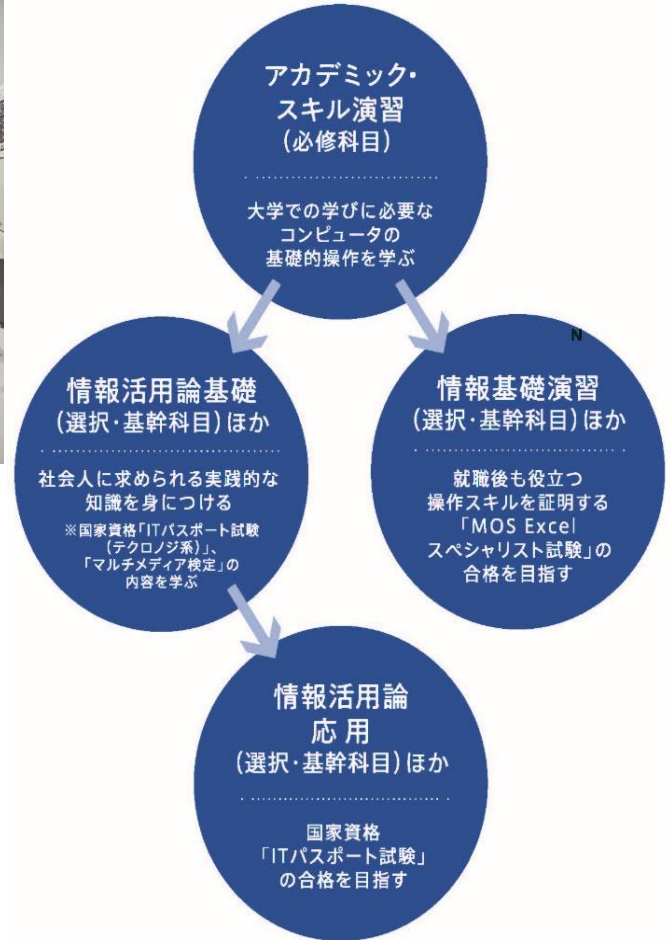 アカデミック・
スキル演習
(必修科目)
大学での学びに必要な
コンピュータの
基礎的操作を学ぶ
情報活用論基礎
(選択・基幹科目)ほか
社会人に求められる実践的な
知識を身につける
※国家資格「ITパスポート試験
(テクノロジ系)」、
「マルチメディア検定」の
内容を学ぶ
N
情報基礎演習
(選択・基幹科目)ほか
就職後も役立つ
操作スキルを証明する
「MOS Excel
スペシャリスト試験」の
合格を目指す
情報活用論
応 用
(選択・基幹科目)ほか
国家資格
「ITパスポート試験」
の合格を目指す